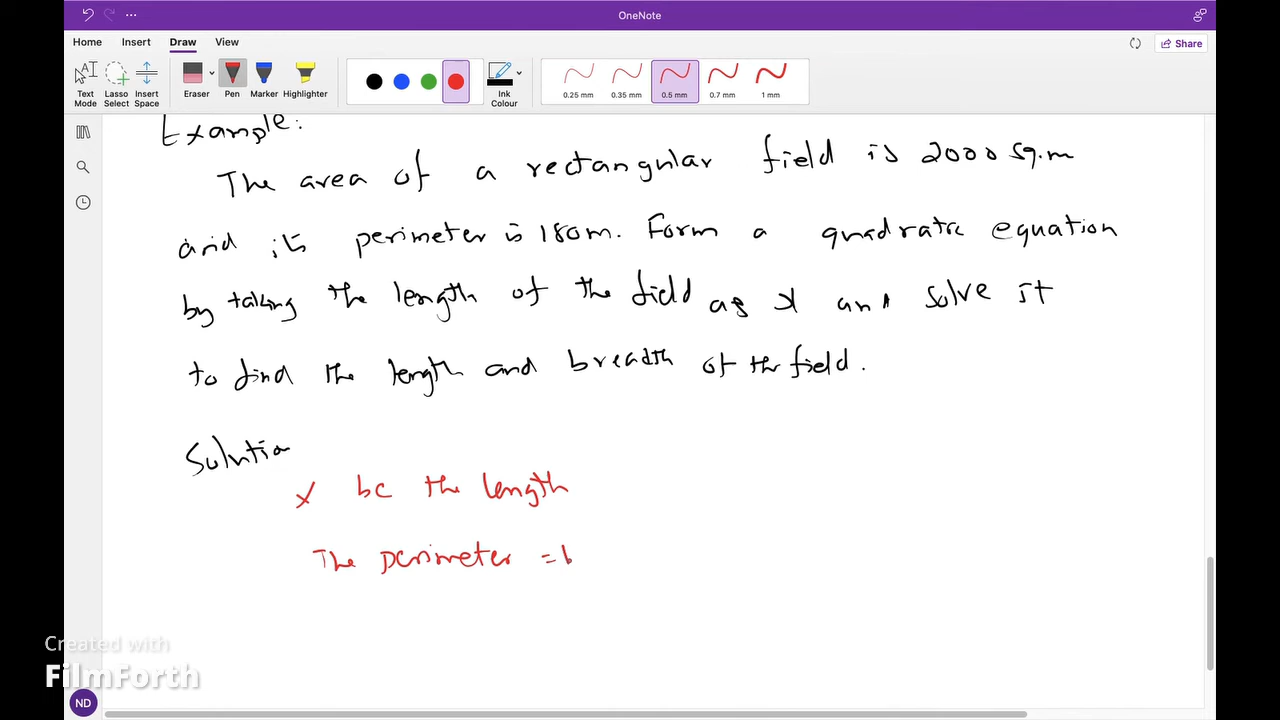 OneNote
Home Insert Draw View
Share
Text Mode
Lasso Select
Insert Space
Eraser
Pen
Marker
Highlighter
Ink Colour
0.25 mm
0.35 mm
0.5 mm
0.7 mm
1 mm
Example:
The area of a rectangular field is 2000 sq.m
and its perimeter is 180m. Form a quadratic equation
by taking the length of the field as x and solve it
to find the length and breadth of the field.
Solution
x be the length
The perimeter =
Created with
FilmForth
ND